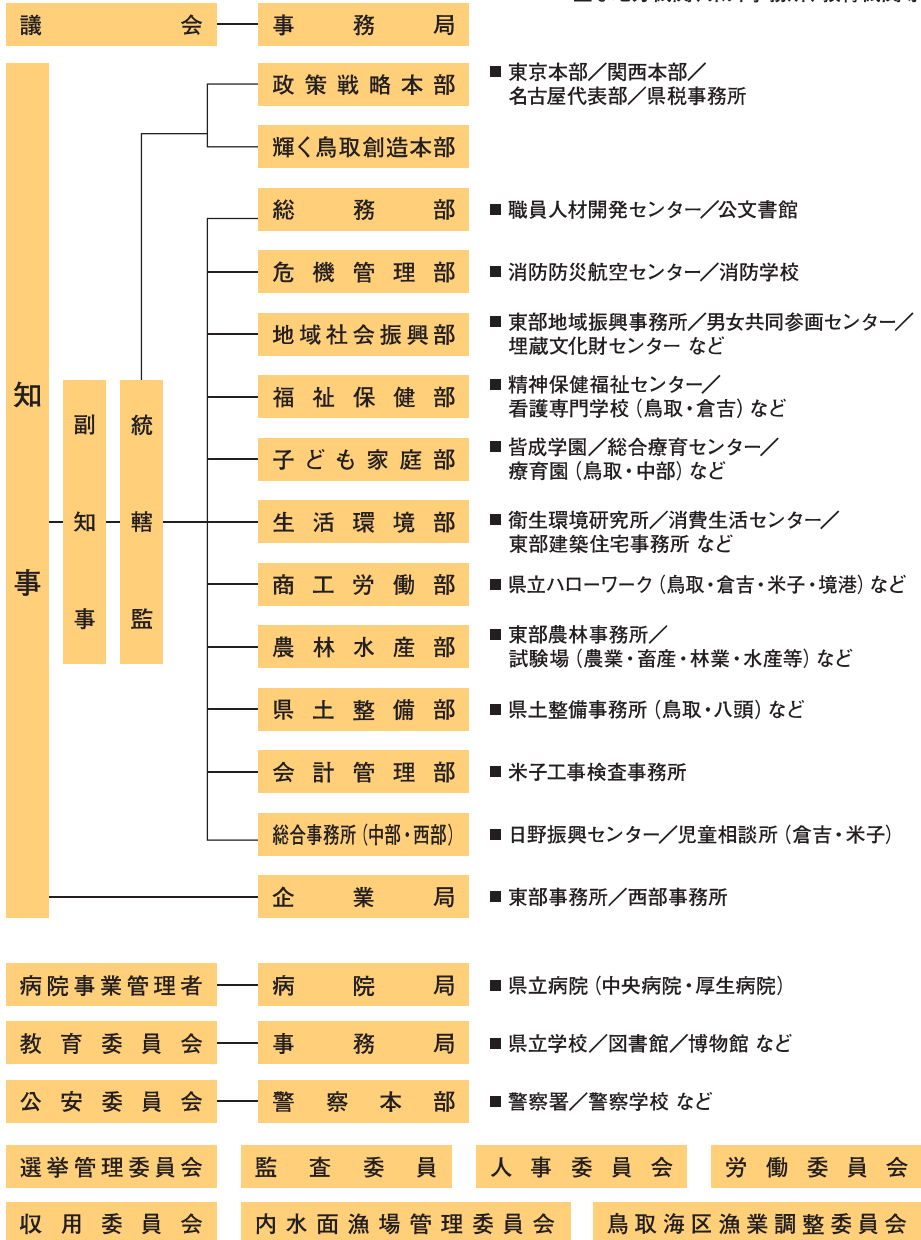 議会
事務局
知事
副知事
統轄監
政策戦略本部
■ 東京本部／関西本部／
名古屋代表部／県税事務所
輝く鳥取創造本部
総務部
■ 職員人材開発センター／公文書館
危機管理部
■ 消防防災航空センター／消防学校
地域社会振興部
■ 東部地域振興事務所／男女共同参画センター／
埋蔵文化財センター など
福祉保健部
■ 精神保健福祉センター／
看護専門学校（鳥取・倉吉）など
子ども家庭部
■ 皆成学園／総合療育センター／
療育園（鳥取・中部）など
生活環境部
■ 衛生環境研究所／消費生活センター／
東部建築住宅事務所 など
商工労働部
■ 県立ハローワーク（鳥取・倉吉・米子・境港）など
農林水産部
■ 東部農林事務所／
試験場（農業・畜産・林業・水産等）など
県土整備部
■ 県土整備事務所（鳥取・八頭）など
会計管理部
■ 米子工事検査事務所
総合事務所（中部・西部）
■ 日野振興センター／児童相談所（倉吉・米子）
企業局
■ 東部事務所／西部事務所
病院事業管理者
病院局
■ 県立病院（中央病院・厚生病院）
教育委員会
事務局
■ 県立学校／図書館／博物館 など
公安委員会
警察本部
■ 警察署／警察学校 など
選挙管理委員会
監査委員
人事委員会
労働委員会
収用委員会
内水面漁場管理委員会
鳥取海区漁業調整委員会